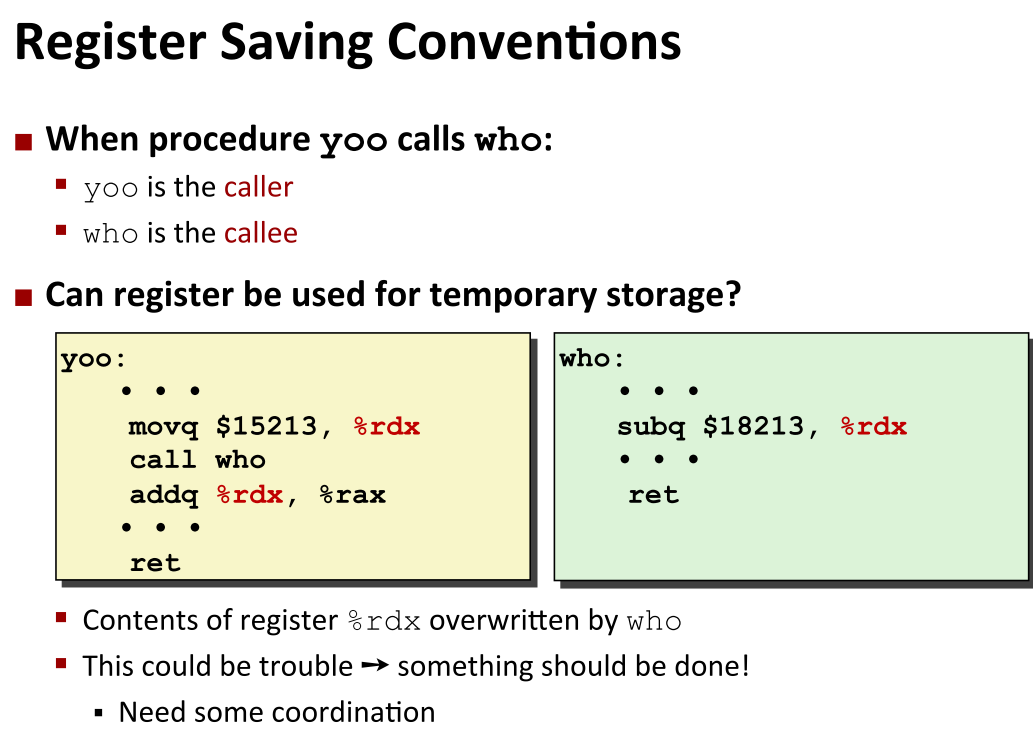 Register Saving Conventions
■ When procedure yoo calls who:
▪ yoo is the caller
▪ who is the callee
■ Can register be used for temporary storage?
yoo:
• • •
movq $15213, %rdx
call who
addq %rdx, %rax
• • •
ret
who:
• • •
subq $18213, %rdx
• • •
ret
▪ Contents of register %rdx overwritten by who
▪ This could be trouble ➙ something should be done!
▪ Need some coordination